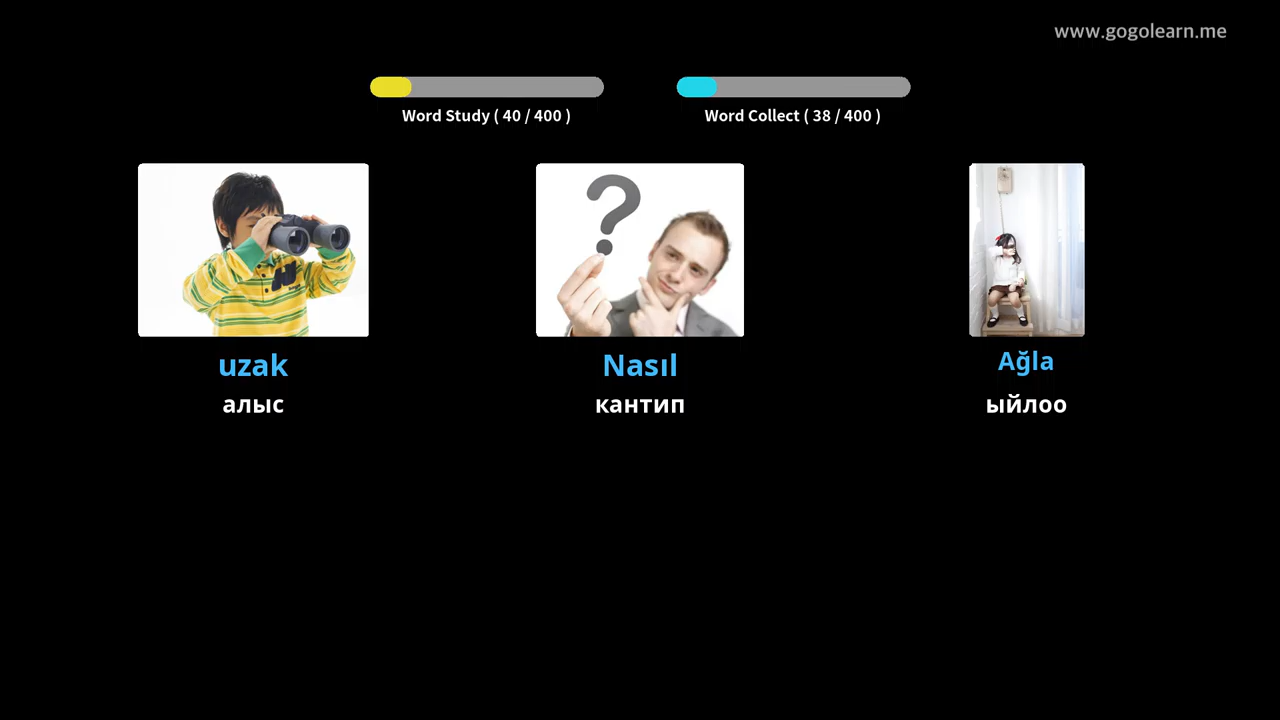 www.gogolearn.me
Word Study ( 40 / 400 )
Word Collect ( 38 / 400 )
uzak
Nasıl
Ağla
алыс
кантип
ыйлоо